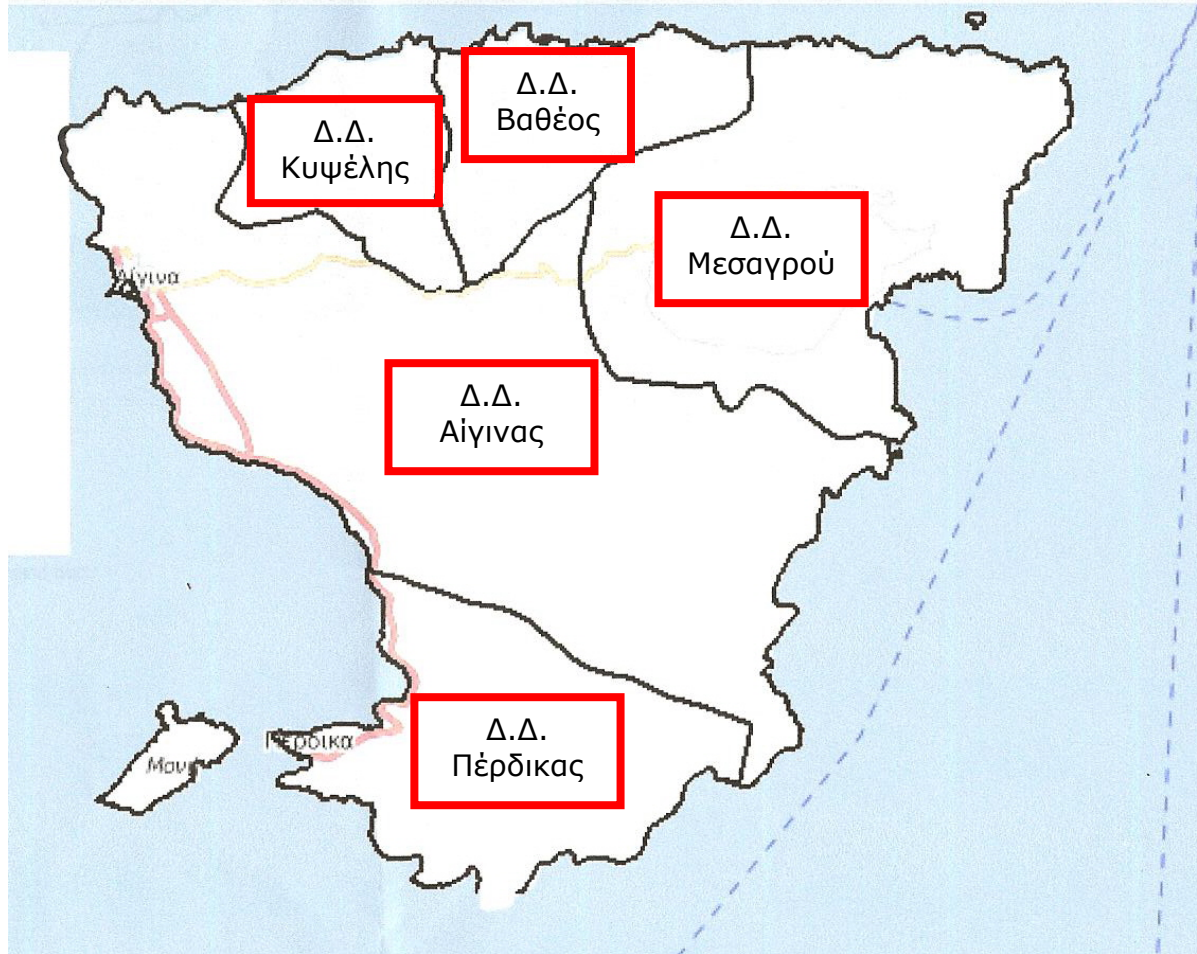 Δ.Δ.
Βαθέος
Δ.Δ.
Κυψέλης
Δ.Δ.
Μεσαγρού
Αίγινα
Δ.Δ.
Αίγινας
Δ.Δ.
Πέρδικας
Πέρδικα